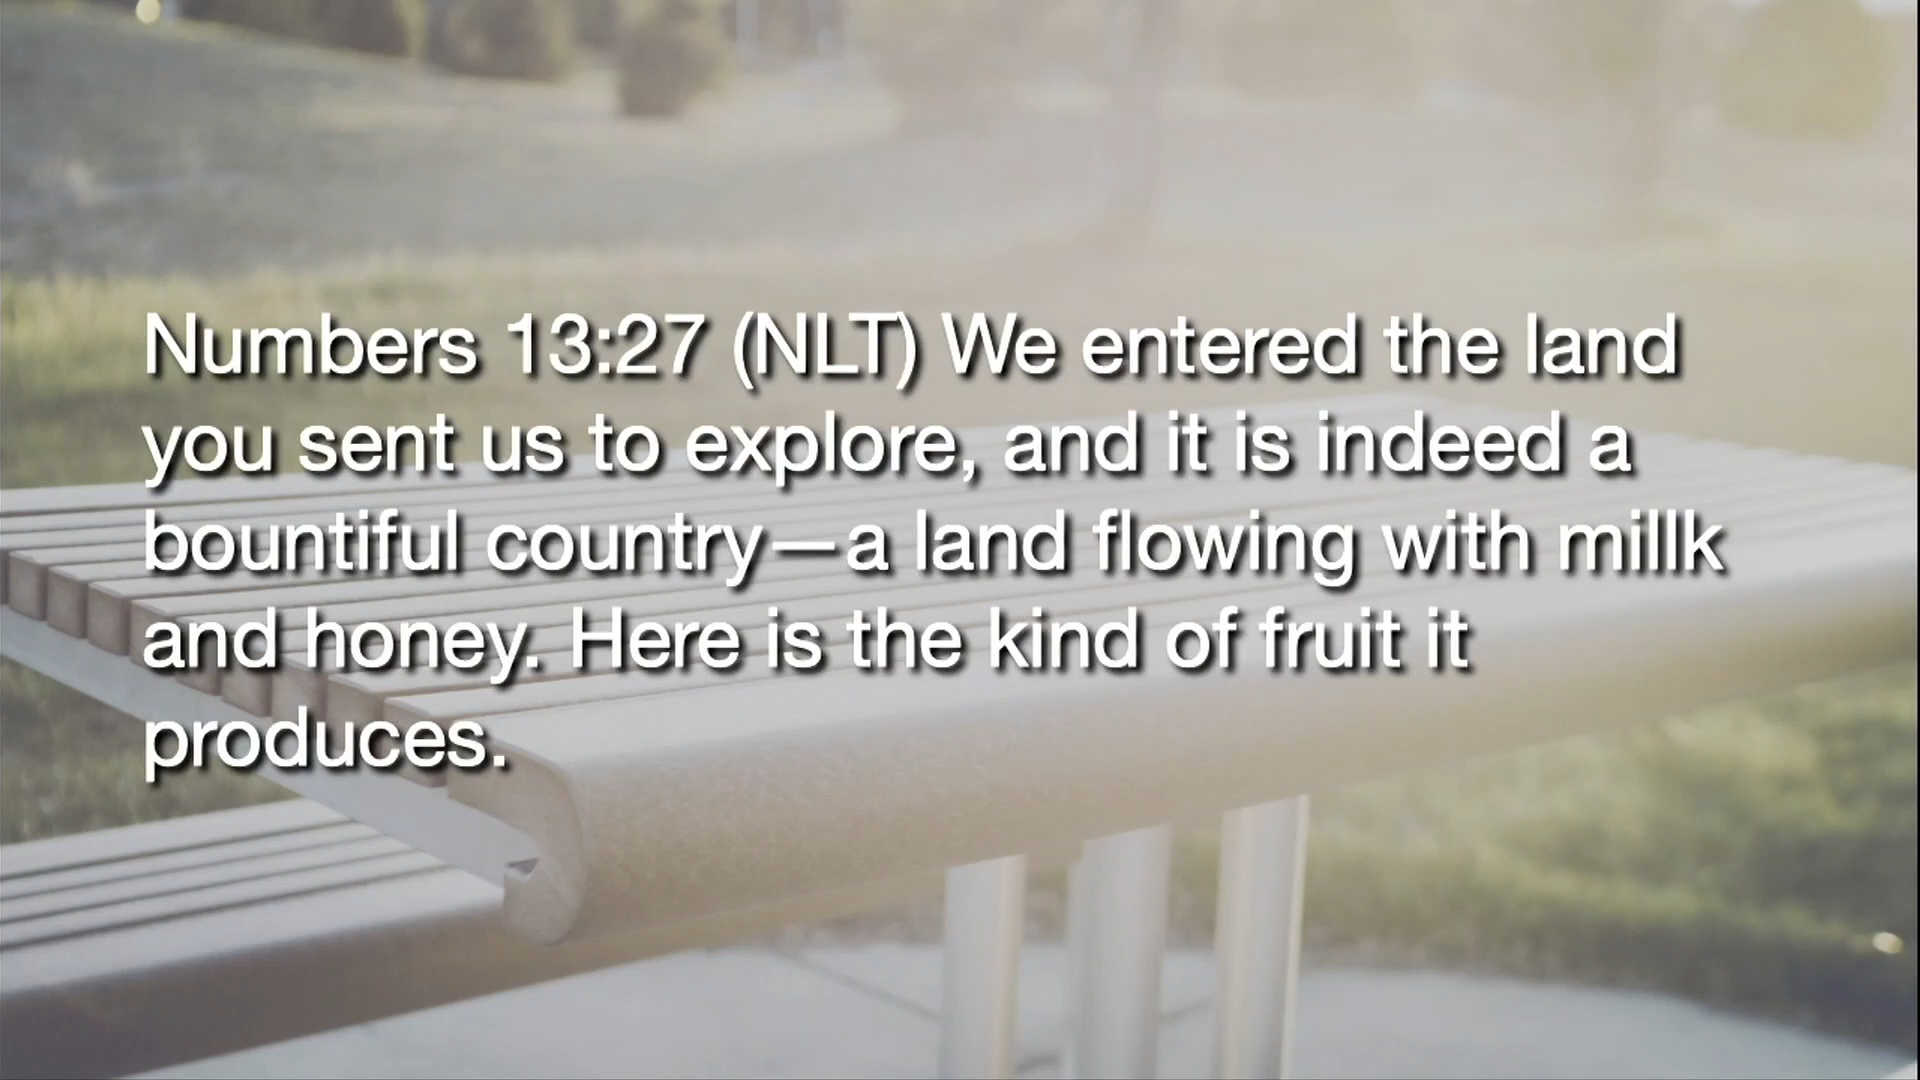 Numbers 13:27 (NLT) We entered the land
you sent us to explore, and it is indeed a
bountiful country—a land flowing with millk
and honey. Here is the kind of fruit it
produces.